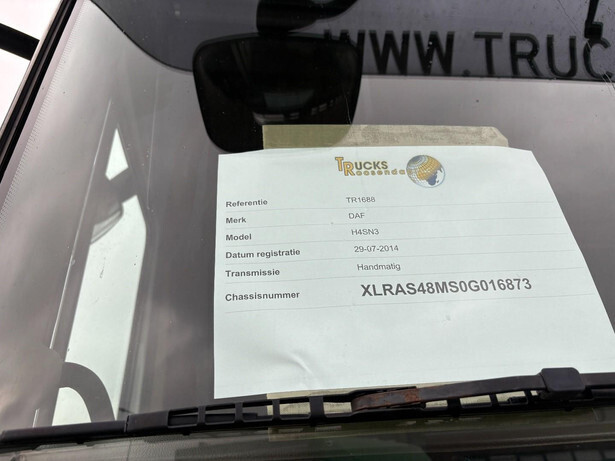 WWW.TRUC
TRUCKS
Roosendaal
Referentie TR1688
Merk DAF
Model H4SN3
Datum registratie 29-07-2014
Transmissie Handmatig
Chassisnummer XLRAS48MS0G016873